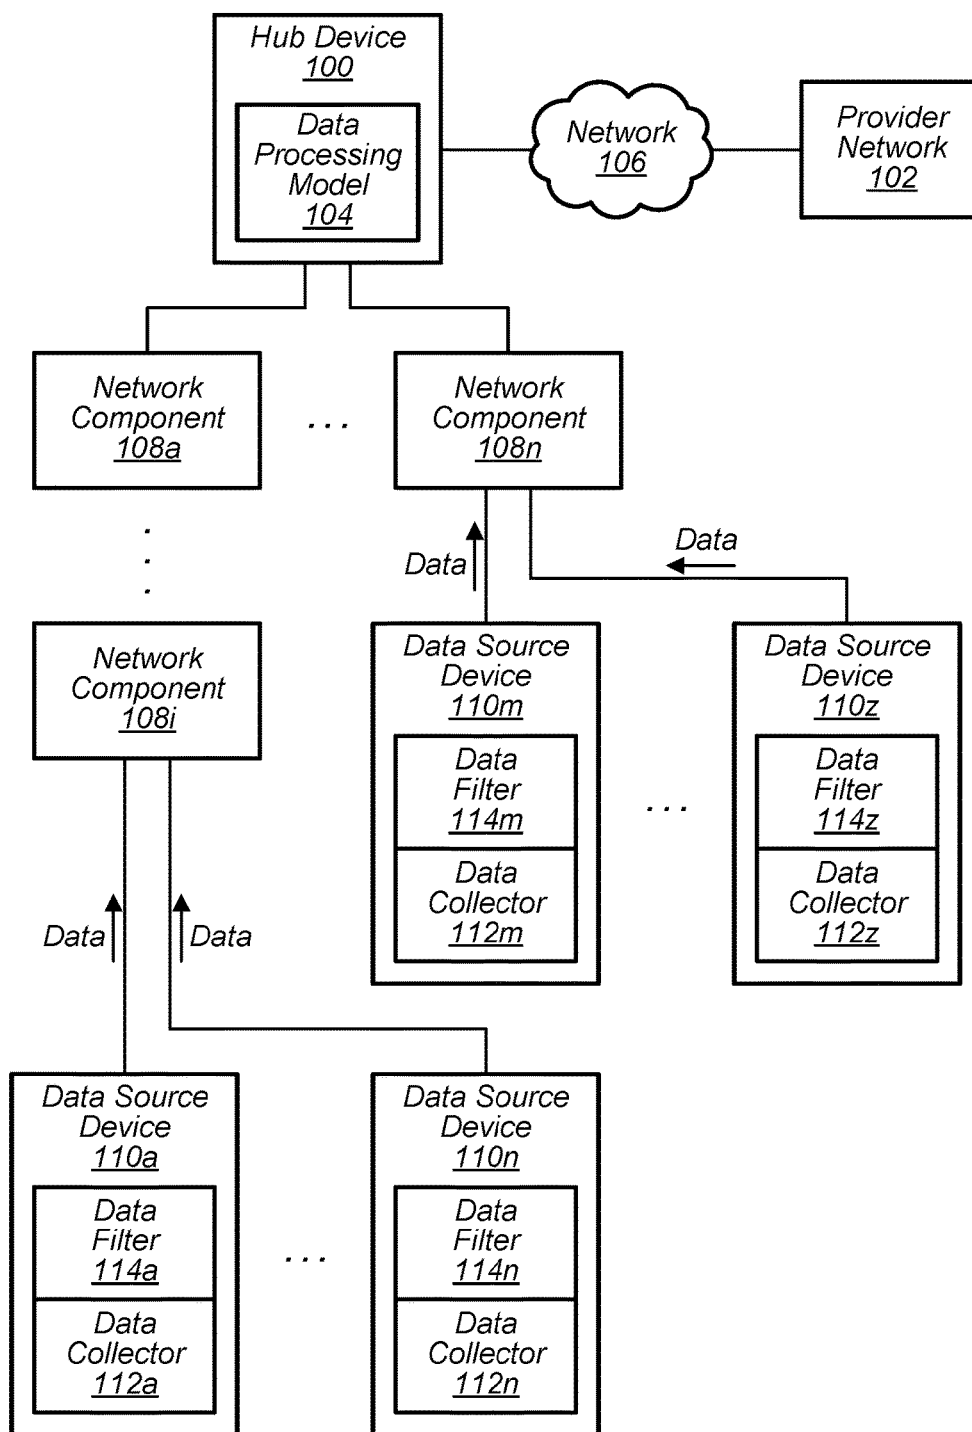 Hub Device
100
Data
Processing
Model
104
Network
106
Provider
Network
102
Network
Component
108a
. . .
Network
Component
108n
Data
Data
Network
Component
108i
Data Source
Device
110m
Data
Filter
114m
Data
Collector
112m
. . .
Data Source
Device
110z
Data
Filter
114z
Data
Collector
112z
Data
Data
Data Source
Device
110a
Data
Filter
114a
Data
Collector
112a
. . .
Data Source
Device
110n
Data
Filter
114n
Data
Collector
112n